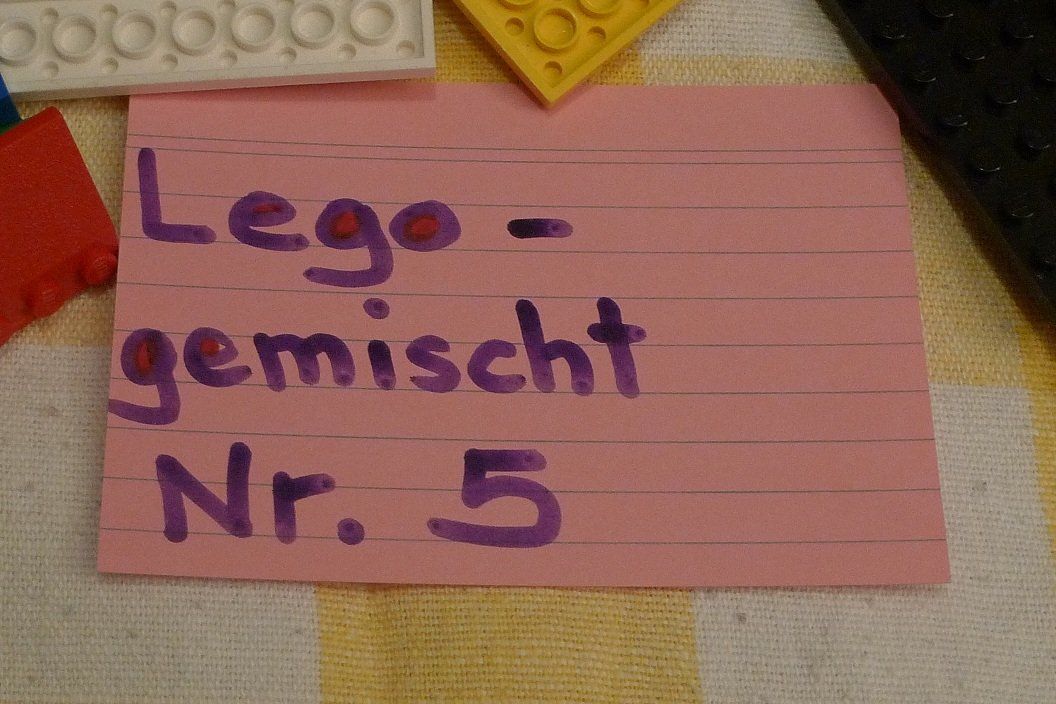 Lego -
gemischt
Nr. 5